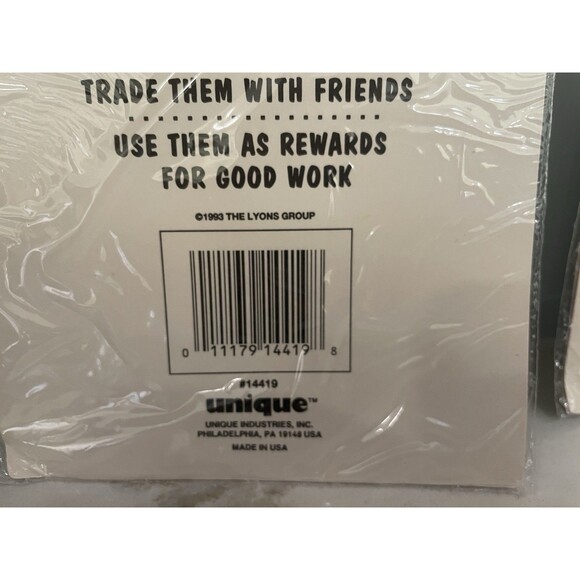 TRADE THEM WITH FRIENDS
USE THEM AS REWARDS
FOR GOOD WORK
©1993 THE LYONS GROUP
0 11179 14419 8
#14419
unique™
UNIQUE INDUSTRIES, INC.
PHILADELPHIA, PA 19148 USA
MADE IN USA